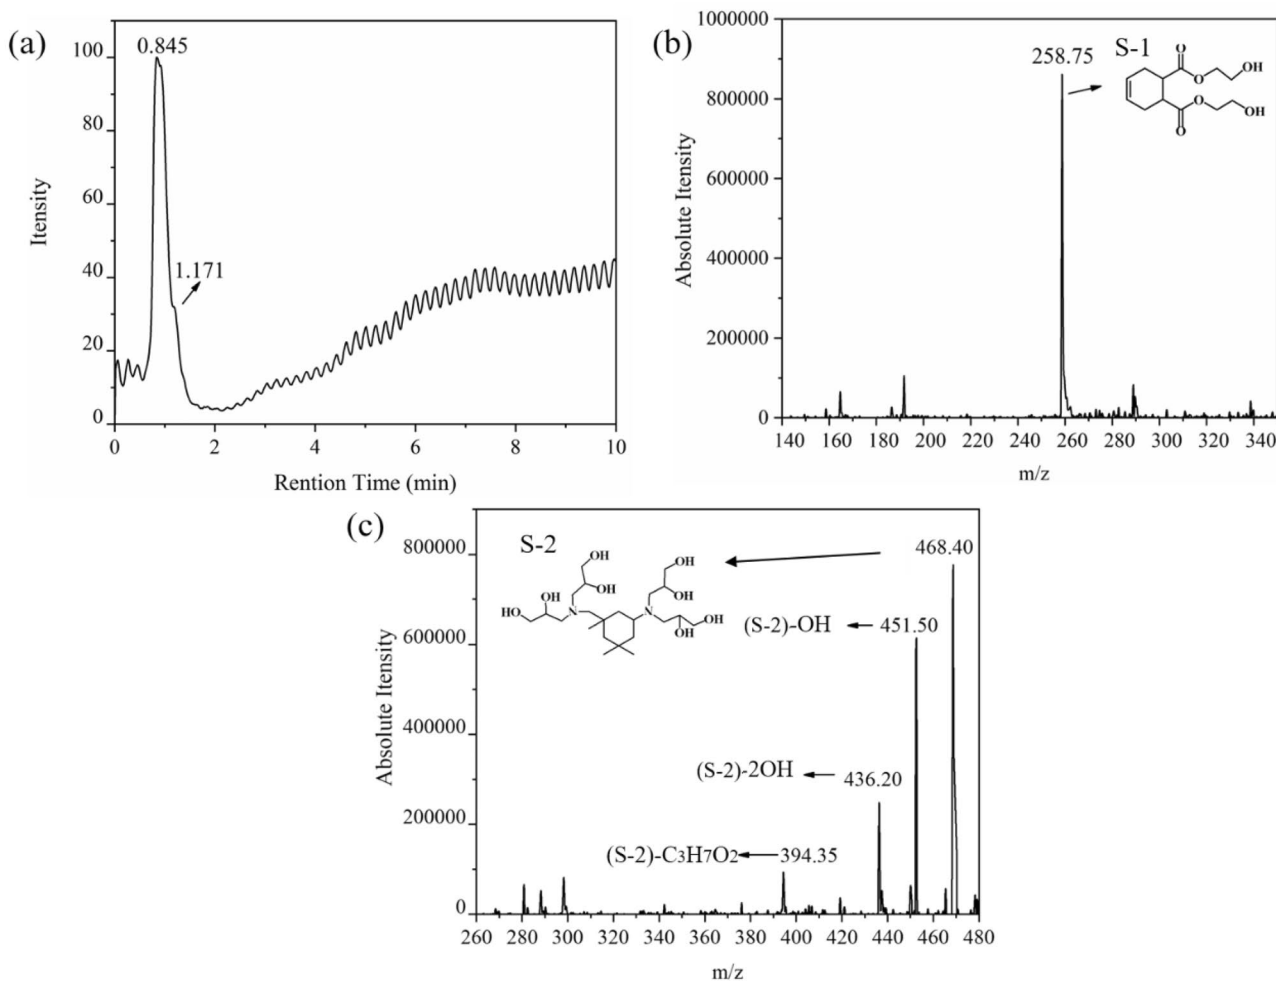 (a)
0.845
1.171
100
80
60
40
20
0
Itensity
0 2 4 6 8 10
Rention Time (min)
(b)
258.75
S-1
O
O
OH
O
OH
O
1000000
800000
600000
400000
200000
0
Absolute Itensity
140 160 180 200 220 240 260 280 300 320 340
m/z
(c)
S-2
468.40
OH
OH
OH
HO
N
OH
OH
N
OH
OH
(S-2)-OH
451.50
(S-2)-2OH
436.20
(S-2)-C3H7O2
394.35
800000
600000
400000
200000
0
Absolute Itensity
260 280 300 320 340 360 380 400 420 440 460 480
m/z